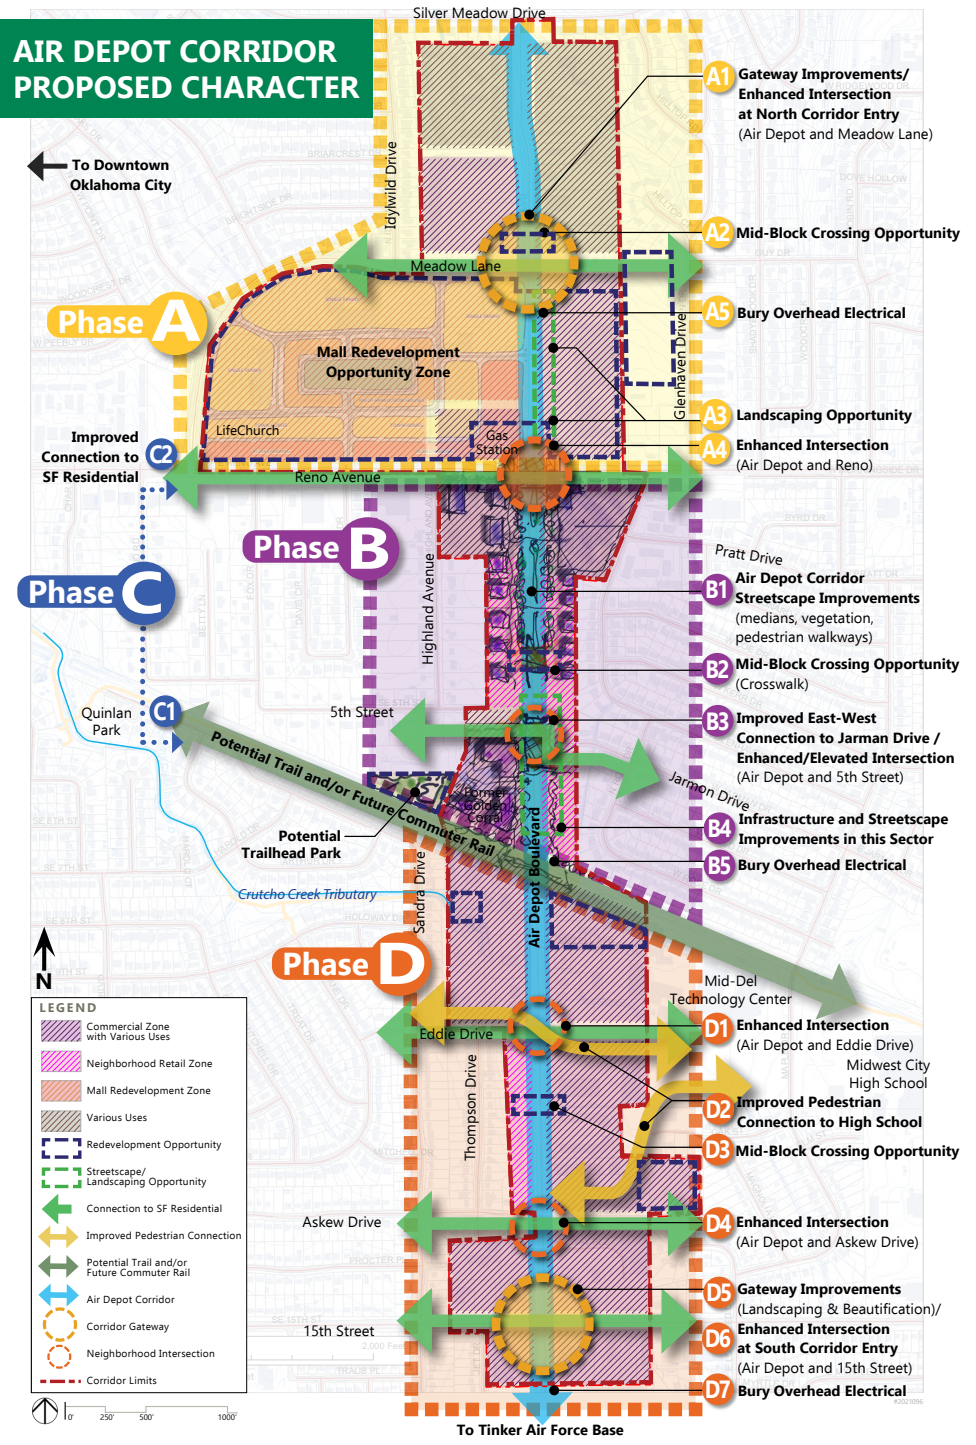 Silver Meadow Drive
AIR DEPOT CORRIDOR
PROPOSED CHARACTER
To Downtown
Oklahoma City
Idylwild Drive
A1 Gateway Improvements/
Enhanced Intersection
at North Corridor Entry
(Air Depot and Meadow Lane)
A2 Mid-Block Crossing Opportunity
Meadow Lane
Phase A
A5 Bury Overhead Electrical
Glenhaven Drive
Mall Redevelopment
Opportunity Zone
A3 Landscaping Opportunity
LifeChurch
Gas
Station
A4 Enhanced Intersection
(Air Depot and Reno)
Improved
Connection to
SF Residential
C2
Reno Avenue
Phase B
Highland Avenue
Pratt Drive
Phase C
B1 Air Depot Corridor
Streetscape Improvements
(medians, vegetation,
pedestrian walkways)
B2 Mid-Block Crossing Opportunity
(Crosswalk)
Quinlan
Park
C1
5th Street
B3 Improved East-West
Connection to Jarman Drive /
Enhanced/Elevated Intersection
(Air Depot and 5th Street)
Jarmon Drive
Potential Trail and/or Future Commuter Rail
Former
Golden
Corral
Potential
Trailhead Park
B4 Infrastructure and Streetscape
Improvements in this Sector
B5 Bury Overhead Electrical
Air Depot Boulevard
Sandra Drive
Crutcho Creek Tributary
Phase D
N
Mid-Del
Technology Center
LEGEND
Commercial Zone
with Various Uses
Neighborhood Retail Zone
Mall Redevelopment Zone
Various Uses
Redevelopment Opportunity
Streetscape/
Landscaping Opportunity
Connection to SF Residential
Improved Pedestrian Connection
Potential Trail and/or
Future Commuter Rail
Air Depot Corridor
Corridor Gateway
Neighborhood Intersection
Corridor Limits
0' 250' 500' 1000'
Eddie Drive
D1 Enhanced Intersection
(Air Depot and Eddie Drive)
Midwest City
High School
Thompson Drive
D2 Improved Pedestrian
Connection to High School
D3 Mid-Block Crossing Opportunity
Askew Drive
D4 Enhanced Intersection
(Air Depot and Askew Drive)
D5 Gateway Improvements
(Landscaping & Beautification)/
15th Street
D6 Enhanced Intersection
at South Corridor Entry
(Air Depot and 15th Street)
D7 Bury Overhead Electrical
2,000 Feet
#2021096
To Tinker Air Force Base